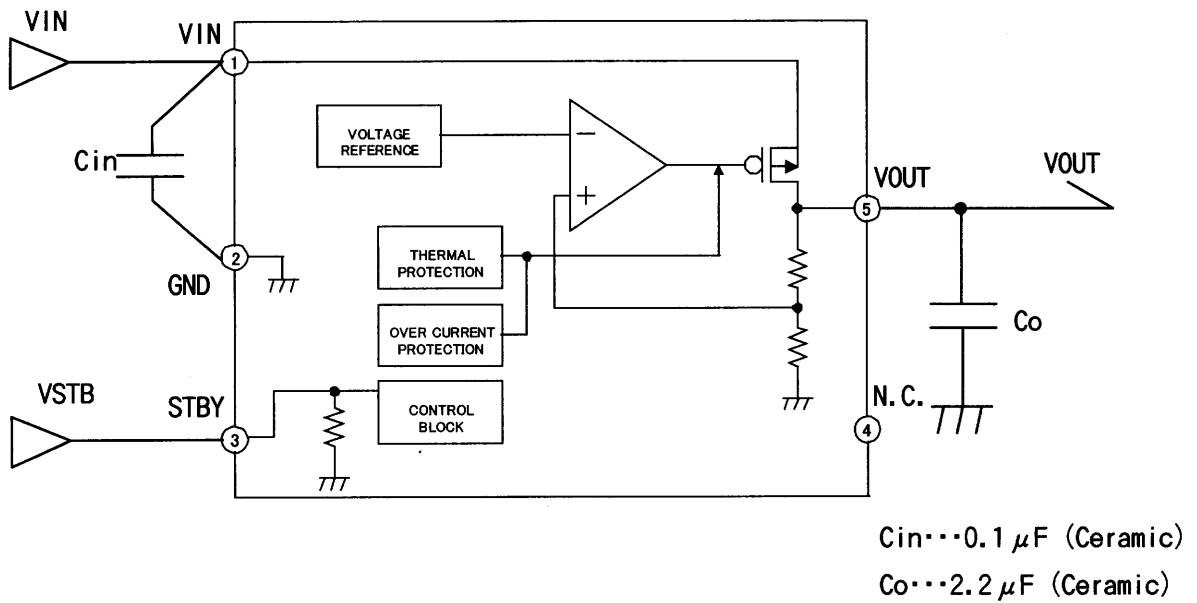 VIN
VIN
1
VOLTAGE
REFERENCE
−
+
Cin
VOUT
VOUT
5
2
GND
THERMAL
PROTECTION
OVER CURRENT
PROTECTION
Co
VSTB
STBY
3
CONTROL
BLOCK
N.C.
4
Cin･･･0.1μF (Ceramic)
Co･･･2.2μF (Ceramic)